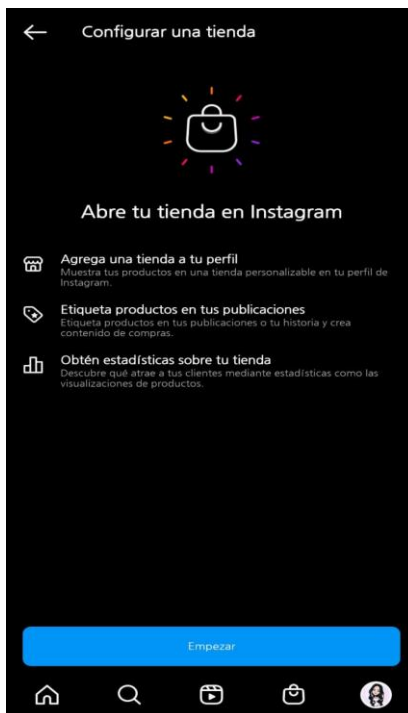 Configurar una tienda
Abre tu tienda en Instagram
Agrega una tienda a tu perfil
Muestra tus productos en una tienda personalizable en tu perfil de
Instagram.
Etiqueta productos en tus publicaciones
Etiqueta productos en tus publicaciones o tu historia y crea
contenido de compras.
Obtén estadísticas sobre tu tienda
Descubre qué atrae a tus clientes mediante estadísticas como las
visualizaciones de productos.
Empezar